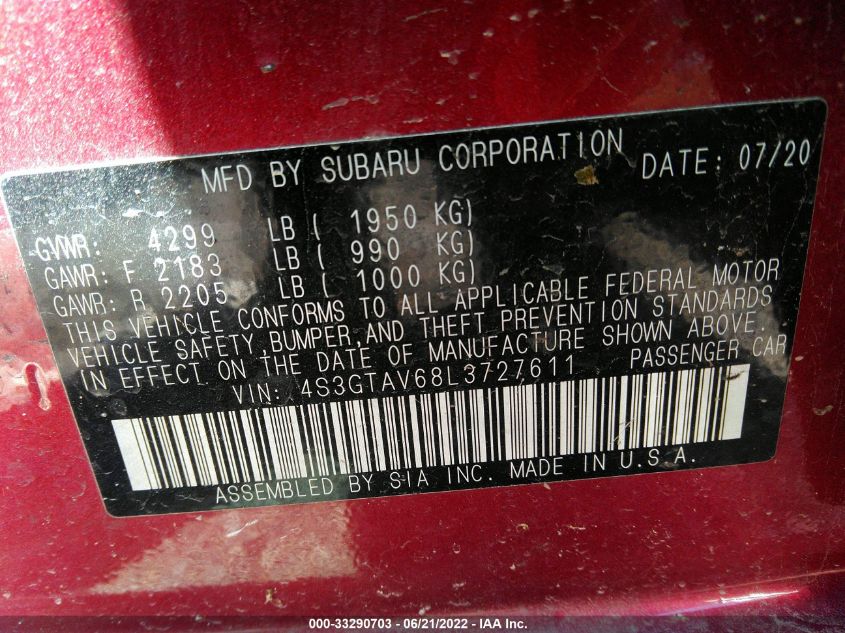 MFD BY SUBARU CORPORATION DATE: 07/20
GVWR: 4299 LB ( 1950 KG)
GAWR: F 2183 LB ( 990 KG)
GAWR: R 2205 LB ( 1000 KG)
THIS VEHICLE CONFORMS TO ALL APPLICABLE FEDERAL MOTOR
VEHICLE SAFETY BUMPER, AND THEFT PREVENTION STANDARDS
IN EFFECT ON THE DATE OF MANUFACTURE SHOWN ABOVE.
VIN: 4S3GTAV68L3727611 PASSENGER CAR
ASSEMBLED BY SIA INC. MADE IN U.S.A.
000-33290703 - 06/21/2022 - IAA Inc.